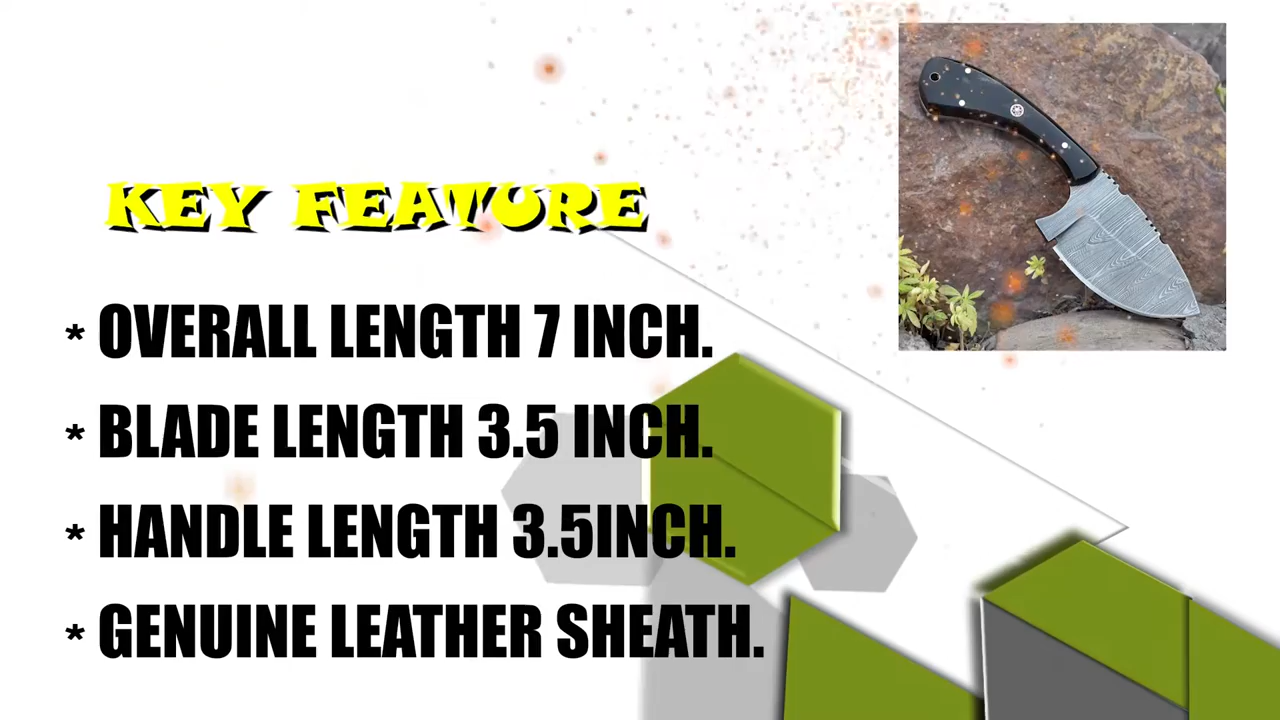 KEY FEATURE
* OVERALL LENGTH 7 INCH.
* BLADE LENGTH 3.5 INCH.
* HANDLE LENGTH 3.5INCH.
* GENUINE LEATHER SHEATH.